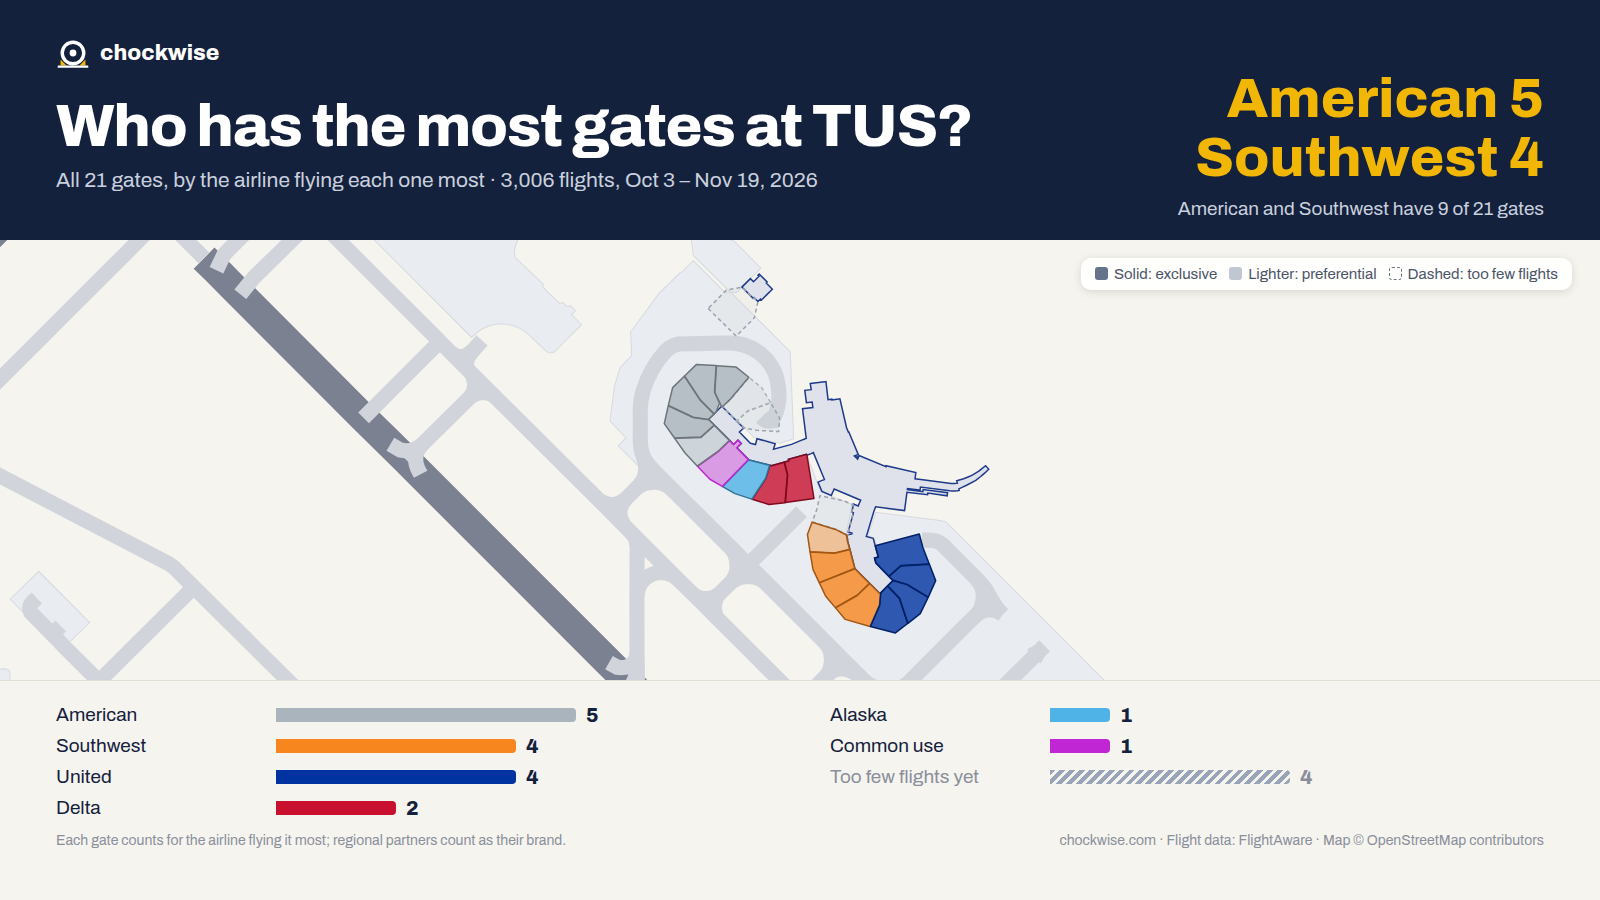 chockwise
Who has the most gates at TUS?
All 21 gates, by the airline flying each one most · 3,006 flights, Oct 3 – Nov 19, 2026
American 5
Southwest 4
American and Southwest have 9 of 21 gates
Solid: exclusive
Lighter: preferential
Dashed: too few flights
American 5
Southwest 4
United 4
Delta 2
Alaska 1
Common use 1
Too few flights yet 4
Each gate counts for the airline flying it most; regional partners count as their brand.
chockwise.com · Flight data: FlightAware · Map © OpenStreetMap contributors